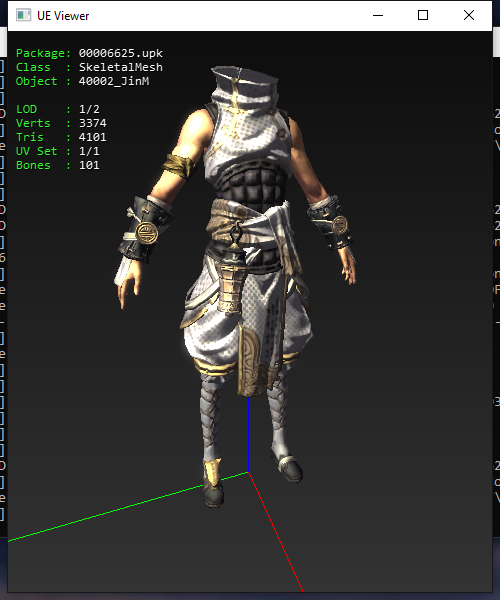 UE Viewer
Package: 00006625.upk
Class : SkeletalMesh
Object : 40002_JinM
LOD : 1/2
Verts : 3374
Tris : 4101
UV Set : 1/1
Bones : 101